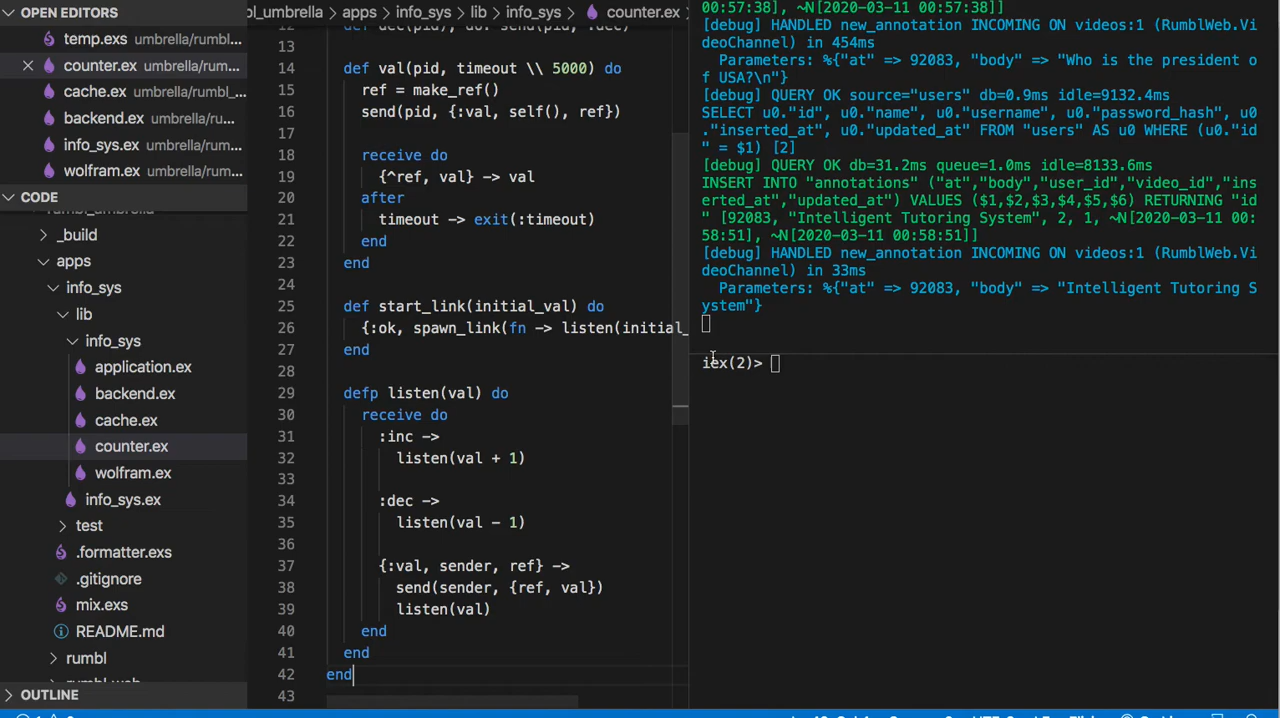 OPEN EDITORS
temp.exs umbrella/rumbl...
counter.ex umbrella/rum...
cache.ex umbrella/rumbl_...
backend.ex umbrella/rum...
info_sys.ex umbrella/rum...
wolfram.ex umbrella/rum...
CODE
_build
apps
info_sys
lib
info_sys
application.ex
backend.ex
cache.ex
counter.ex
wolfram.ex
info_sys.ex
test
.formatter.exs
.gitignore
mix.exs
README.md
rumbl
OUTLINE
bl_umbrella > apps > info_sys > lib > info_sys > counter.ex
13
14 def val(pid, timeout \\ 5000) do
15 ref = make_ref()
16 send(pid, {:val, self(), ref})
17
18 receive do
19 {^ref, val} -> val
20 after
21 timeout -> exit(:timeout)
22 end
23 end
24
25 def start_link(initial_val) do
26 {:ok, spawn_link(fn -> listen(initial_
27 end
28
29 defp listen(val) do
30 receive do
31 :inc ->
32 listen(val + 1)
33
34 :dec ->
35 listen(val - 1)
36
37 {:val, sender, ref} ->
38 send(sender, {ref, val})
39 listen(val)
40 end
41 end
42 end
43
00:57:38], ~N[2020-03-11 00:57:38]]
[debug] HANDLED new_annotation INCOMING ON videos:1 (RumblWeb.Vi
deoChannel) in 454ms
Parameters: %{"at" => 92083, "body" => "Who is the president o
f USA?\n"}
[debug] QUERY OK source="users" db=0.9ms idle=9132.4ms
SELECT u0."id", u0."name", u0."username", u0."password_hash", u0
."inserted_at", u0."updated_at" FROM "users" AS u0 WHERE (u0."id
" = $1) [2]
[debug] QUERY OK db=31.2ms queue=1.0ms idle=8133.6ms
INSERT INTO "annotations" ("at","body","user_id","video_id","ins
erted_at","updated_at") VALUES ($1,$2,$3,$4,$5,$6) RETURNING "id
" [92083, "Intelligent Tutoring System", 2, 1, ~N[2020-03-11 00:
58:51], ~N[2020-03-11 00:58:51]]
[debug] HANDLED new_annotation INCOMING ON videos:1 (RumblWeb.Vi
deoChannel) in 33ms
Parameters: %{"at" => 92083, "body" => "Intelligent Tutoring S
ystem"}
iex(2)>